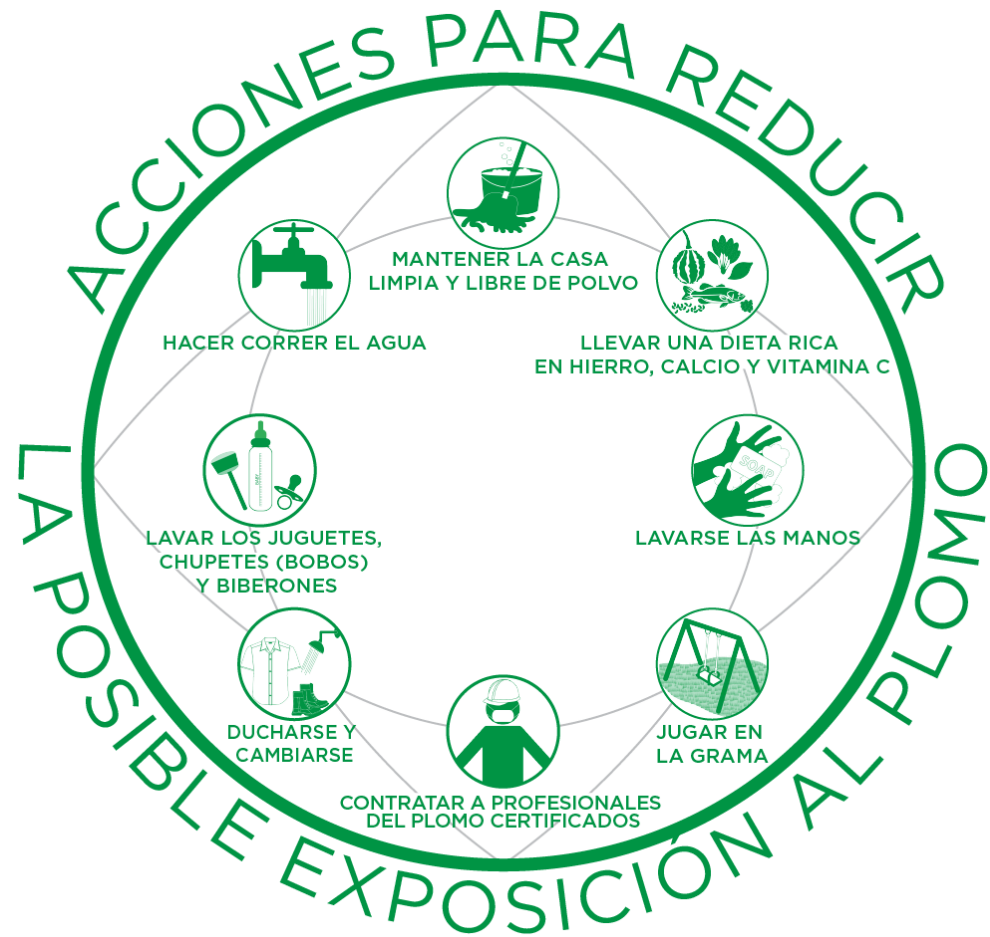 ACCIONES PARA REDUCIR
LA POSIBLE EXPOSICIÓN AL PLOMO
MANTENER LA CASA
LIMPIA Y LIBRE DE POLVO
LLEVAR UNA DIETA RICA
EN HIERRO, CALCIO Y VITAMINA C
SOAP
LAVARSE LAS MANOS
JUGAR EN
LA GRAMA
CONTRATAR A PROFESIONALES
DEL PLOMO CERTIFICADOS
DUCHARSE Y
CAMBIARSE
BABY
LAVAR LOS JUGUETES,
CHUPETES (BOBOS)
Y BIBERONES
HACER CORRER EL AGUA